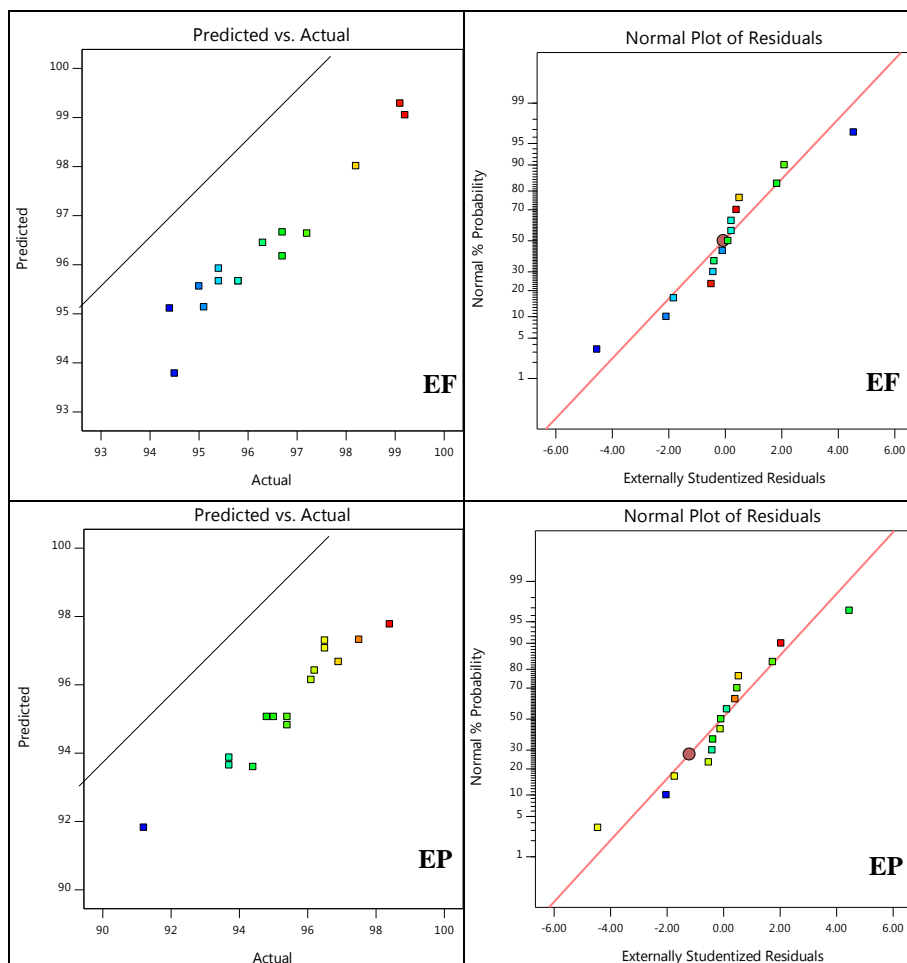 Predicted vs. Actual
100
99
98
97
96
95
94
93
Predicted
93 94 95 96 97 98 99 100
Actual
EF
Normal Plot of Residuals
99
95
90
80
70
50
30
20
10
5
1
Normal % Probability
-6.00 -4.00 -2.00 0.00 2.00 4.00 6.00
Externally Studentized Residuals
EF
Predicted vs. Actual
100
98
96
94
92
90
Predicted
90 92 94 96 98 100
Actual
EP
Normal Plot of Residuals
99
95
90
80
70
50
30
20
10
5
1
Normal % Probability
-6.00 -4.00 -2.00 0.00 2.00 4.00 6.00
Externally Studentized Residuals
EP